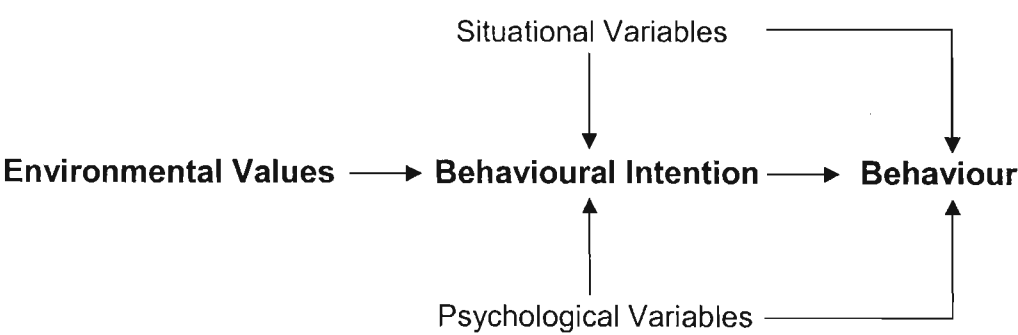 Situational Variables
Environmental Values Behavioural Intention Behaviour
Psychological Variables